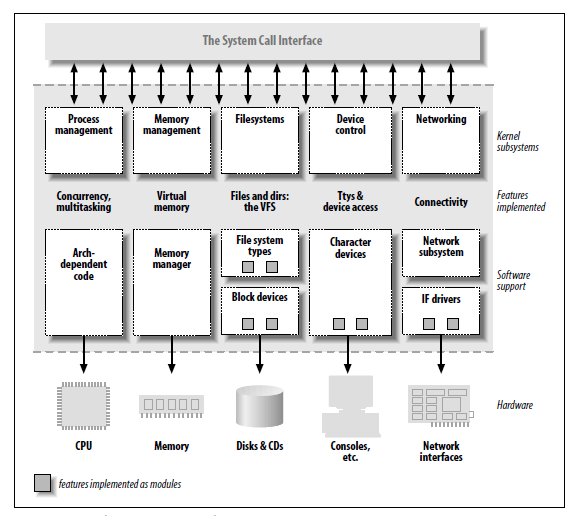 The System Call Interface
Process
management
Memory
management
Filesystems
Device
control
Networking
Kernel
subsystems
Concurrency,
multitasking
Virtual
memory
Files and dirs:
the VFS
Ttys &
device access
Connectivity
Features
implemented
Arch-
dependent
code
Memory
manager
File system
types
Block devices
Character
devices
Network
subsystem
IF drivers
Software
support
Hardware
CPU
Memory
Disks & CDs
Consoles,
etc.
Network
interfaces
features implemented as modules